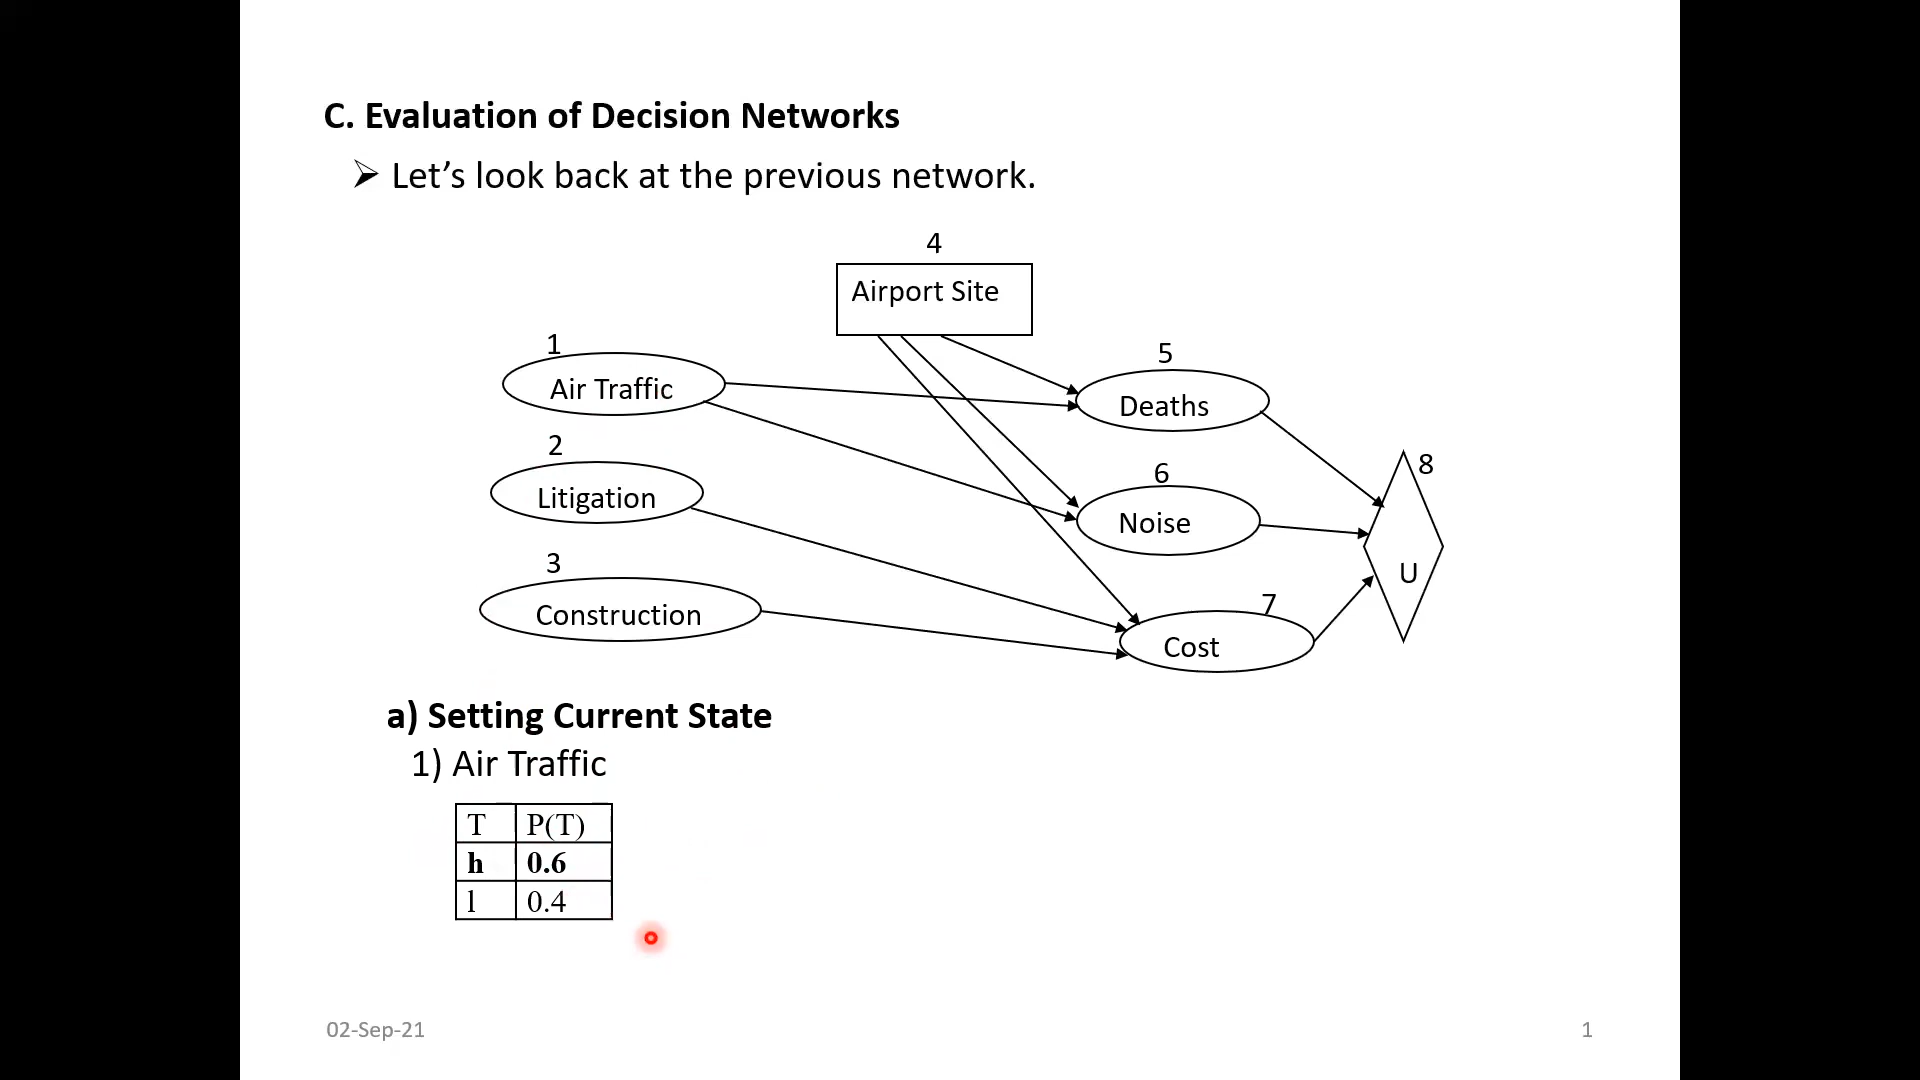 C. Evaluation of Decision Networks
➢ Let’s look back at the previous network.
4
Airport Site
1
Air Traffic
5
Deaths
2
Litigation
6
Noise
8
U
3
Construction
7
Cost
a) Setting Current State
1) Air Traffic
T P(T)
h 0.6
l 0.4
02-Sep-21 1